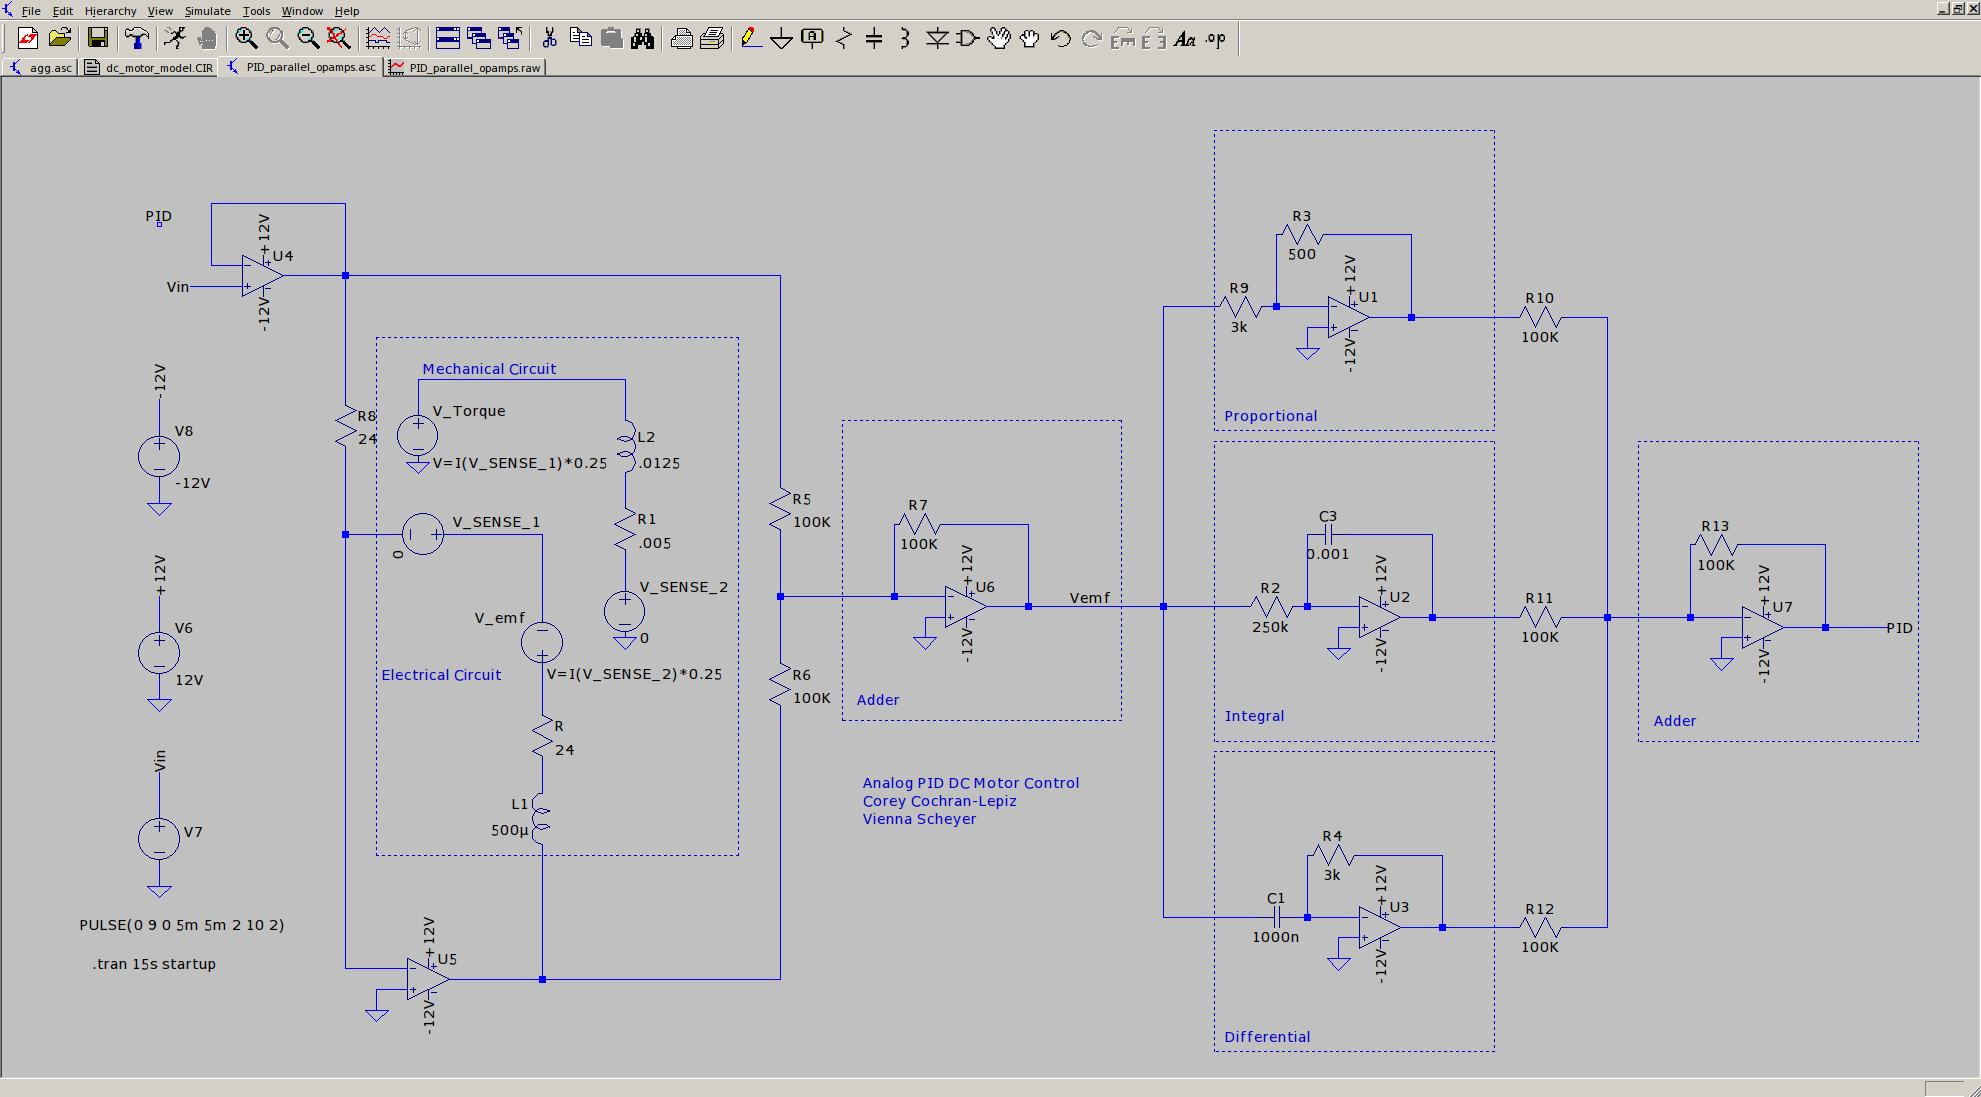 File Edit Hierarchy View Simulate Tools Window Help
agg.asc dc_motor_model.CIR PID_parallel_opamps.asc PID_parallel_opamps.raw
PID
+12V
U4
Vin
-12V
-12V
V8
-12V
+12V
V6
12V
Vin
V7
PULSE(0 9 0 5m 5m 2 10 2)
.tran 15s startup
R8
24
Mechanical Circuit
V_Torque
V=I(V_SENSE_1)*0.25
L2
.0125
V_SENSE_1
0
R1
.005
V_SENSE_2
0
V_emf
V=I(V_SENSE_2)*0.25
Electrical Circuit
R
24
L1
500µ
+12V
U5
-12V
R5
100K
R6
100K
R7
100K
+12V
U6
-12V
Adder
Vemf
Analog PID DC Motor Control
Corey Cochran-Lepiz
Vienna Scheyer
R3
500
R9
3k
+12V
U1
-12V
Proportional
R10
100K
C3
0.001
R2
250k
+12V
U2
-12V
Integral
R11
100K
R4
3k
C1
1000n
+12V
U3
-12V
Differential
R12
100K
R13
100K
+12V
U7
-12V
PID
Adder